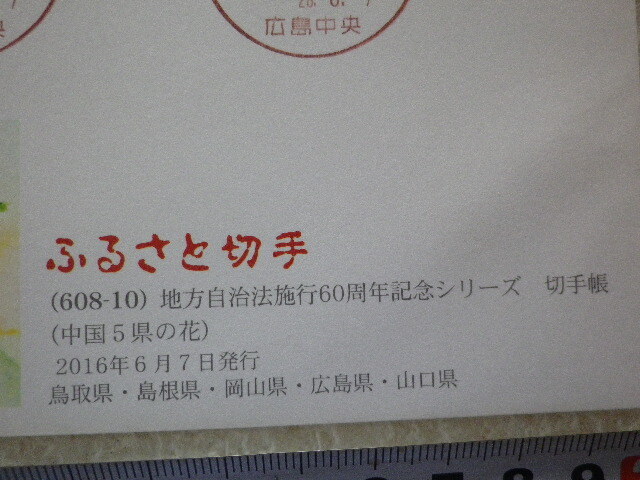 広島中央
ふるさと切手
(608-10) 地方自治法施行60周年記念シリーズ　切手帳
(中国５県の花)
2016年６月７日発行
鳥取県・島根県・岡山県・広島県・山口県